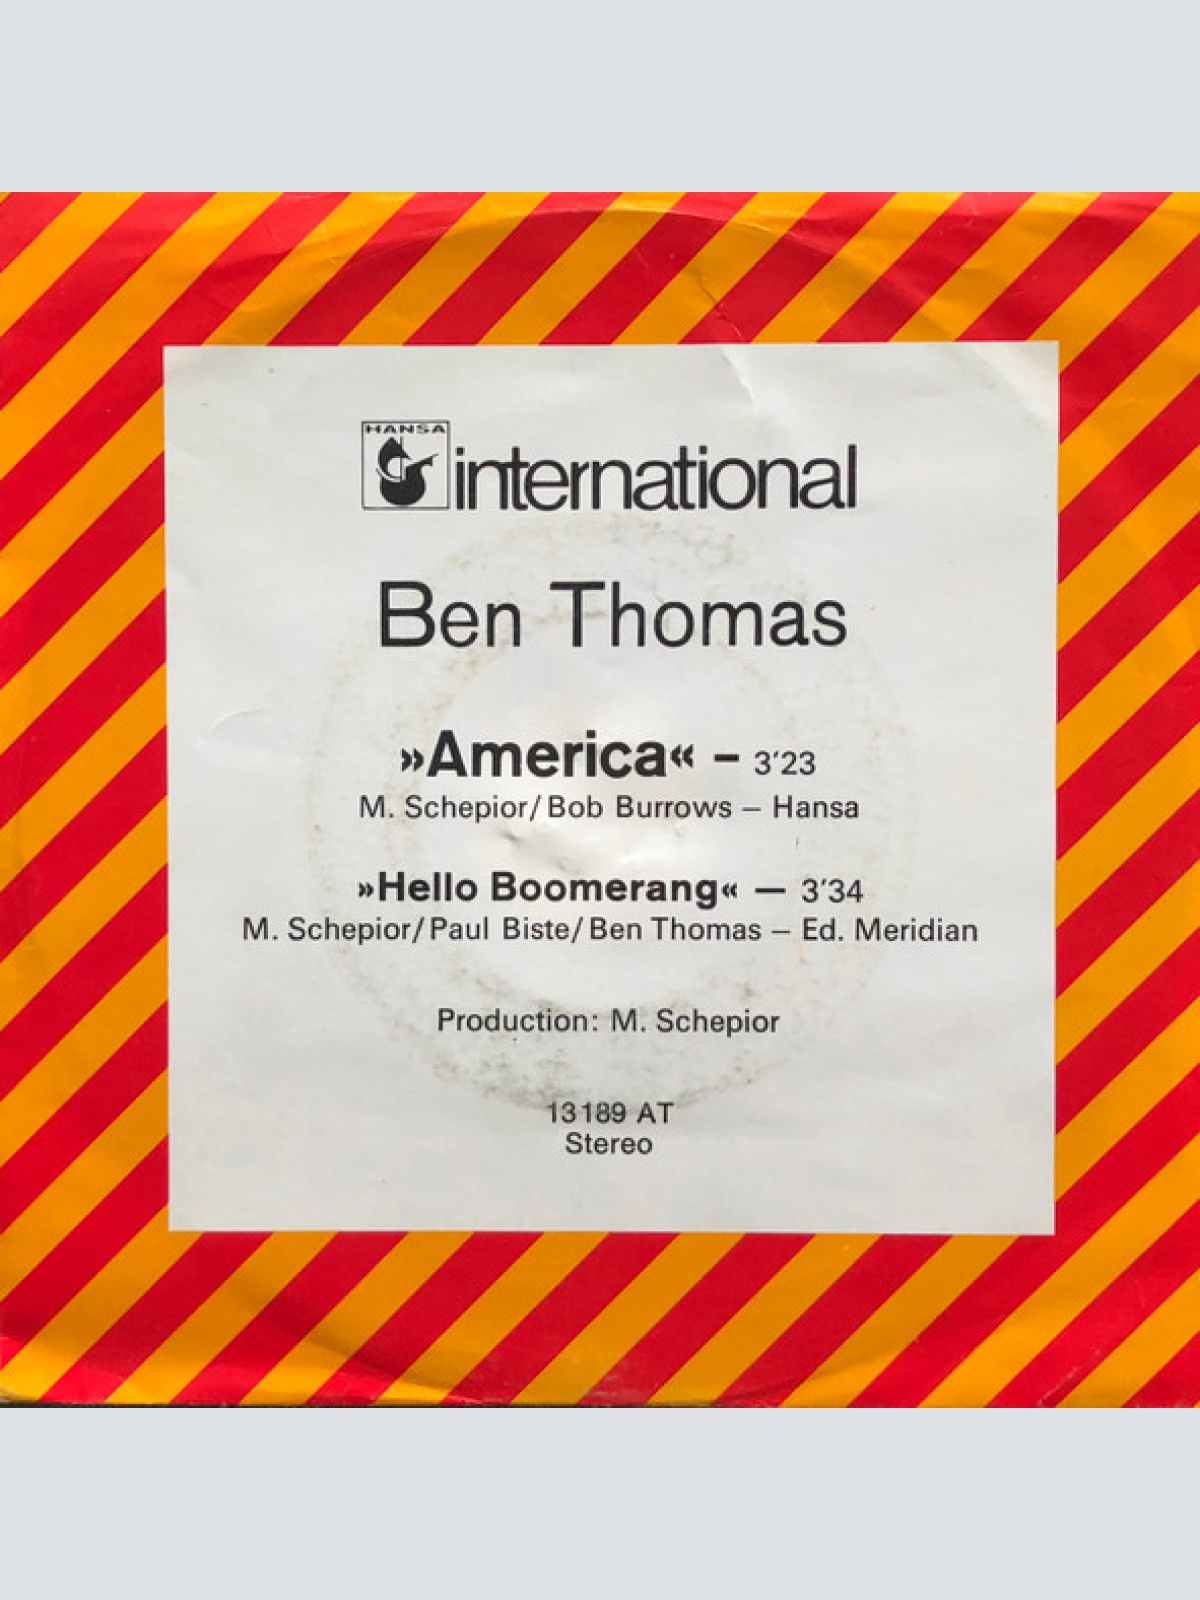 HANSA
international
Ben Thomas
»America« – 3'23
M. Schepior/Bob Burrows – Hansa
»Hello Boomerang« — 3'34
M. Schepior/Paul Biste/Ben Thomas – Ed. Meridian
Production: M. Schepior
13189 AT
Stereo